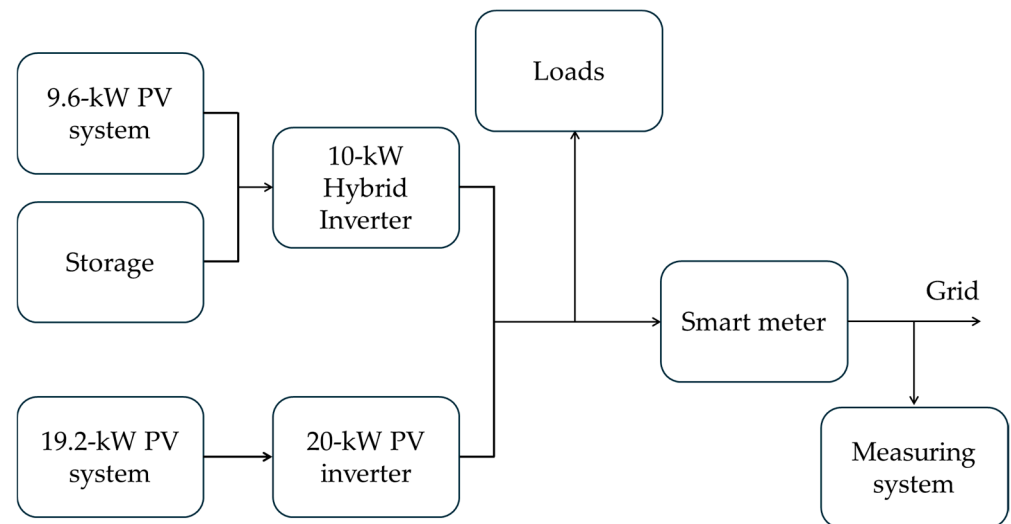 9.6-kW PV
system
Storage
10-kW
Hybrid
Inverter
19.2-kW PV
system
20-kW PV
inverter
Loads
Smart meter
Grid
Measuring
system